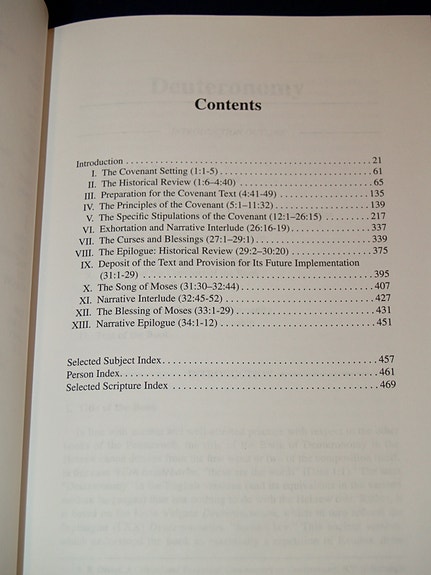 Deuteronomy
Contents
Introduction . . . . . . . . . . . . . . . . . . . . . . . . . . . . . . . . . . . . . . . . 21
I. The Covenant Setting (1:1-5) . . . . . . . . . . . . . . . . . . . . . . . . . 61
II. The Historical Review (1:6–4:40) . . . . . . . . . . . . . . . . . . . . . . 65
III. Preparation for the Covenant Text (4:41-49) . . . . . . . . . . . . . . 135
IV. The Principles of the Covenant (5:1–11:32) . . . . . . . . . . . . . . 139
V. The Specific Stipulations of the Covenant (12:1–26:15) . . . . . . 217
VI. Exhortation and Narrative Interlude (26:16-19) . . . . . . . . . . . . 337
VII. The Curses and Blessings (27:1–29:1) . . . . . . . . . . . . . . . . . . 339
VIII. The Epilogue: Historical Review (29:2–30:20) . . . . . . . . . . . . 375
IX. Deposit of the Text and Provision for Its Future Implementation
(31:1-29) . . . . . . . . . . . . . . . . . . . . . . . . . . . . . . . . . . . . . 395
X. The Song of Moses (31:30–32:44) . . . . . . . . . . . . . . . . . . . . . 407
XI. Narrative Interlude (32:45-52) . . . . . . . . . . . . . . . . . . . . . . . 427
XII. The Blessing of Moses (33:1-29) . . . . . . . . . . . . . . . . . . . . . . 431
XIII. Narrative Epilogue (34:1-12) . . . . . . . . . . . . . . . . . . . . . . . . 451
Selected Subject Index . . . . . . . . . . . . . . . . . . . . . . . . . . . . . . . . 457
Person Index . . . . . . . . . . . . . . . . . . . . . . . . . . . . . . . . . . . . . . . 461
Selected Scripture Index . . . . . . . . . . . . . . . . . . . . . . . . . . . . . . . 469